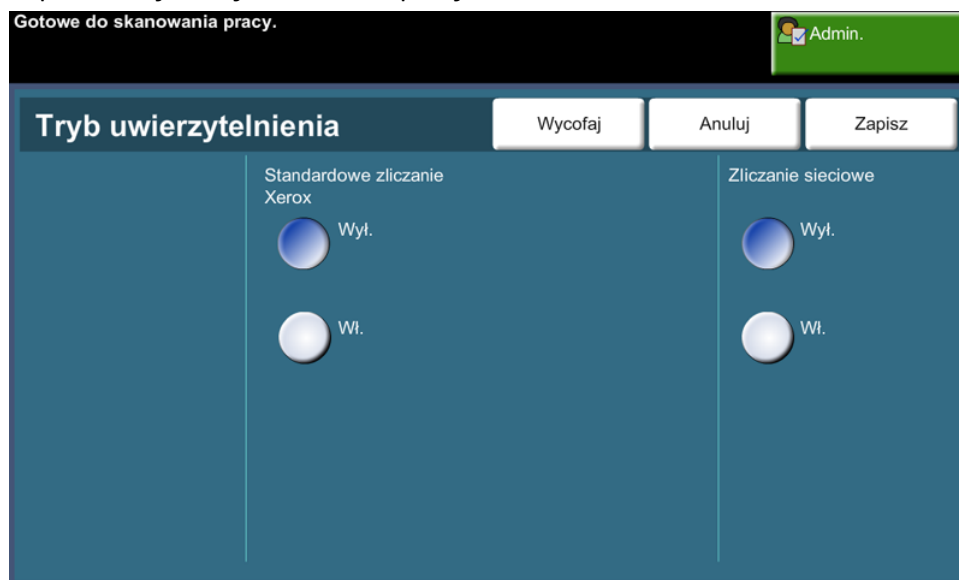 Gotowe do skanowania pracy.
Admin.
Tryb uwierzytelnienia
Wycofaj
Anuluj
Zapisz
Standardowe zliczanie
Xerox
Wył.
Wł.
Zliczanie sieciowe
Wył.
Wł.